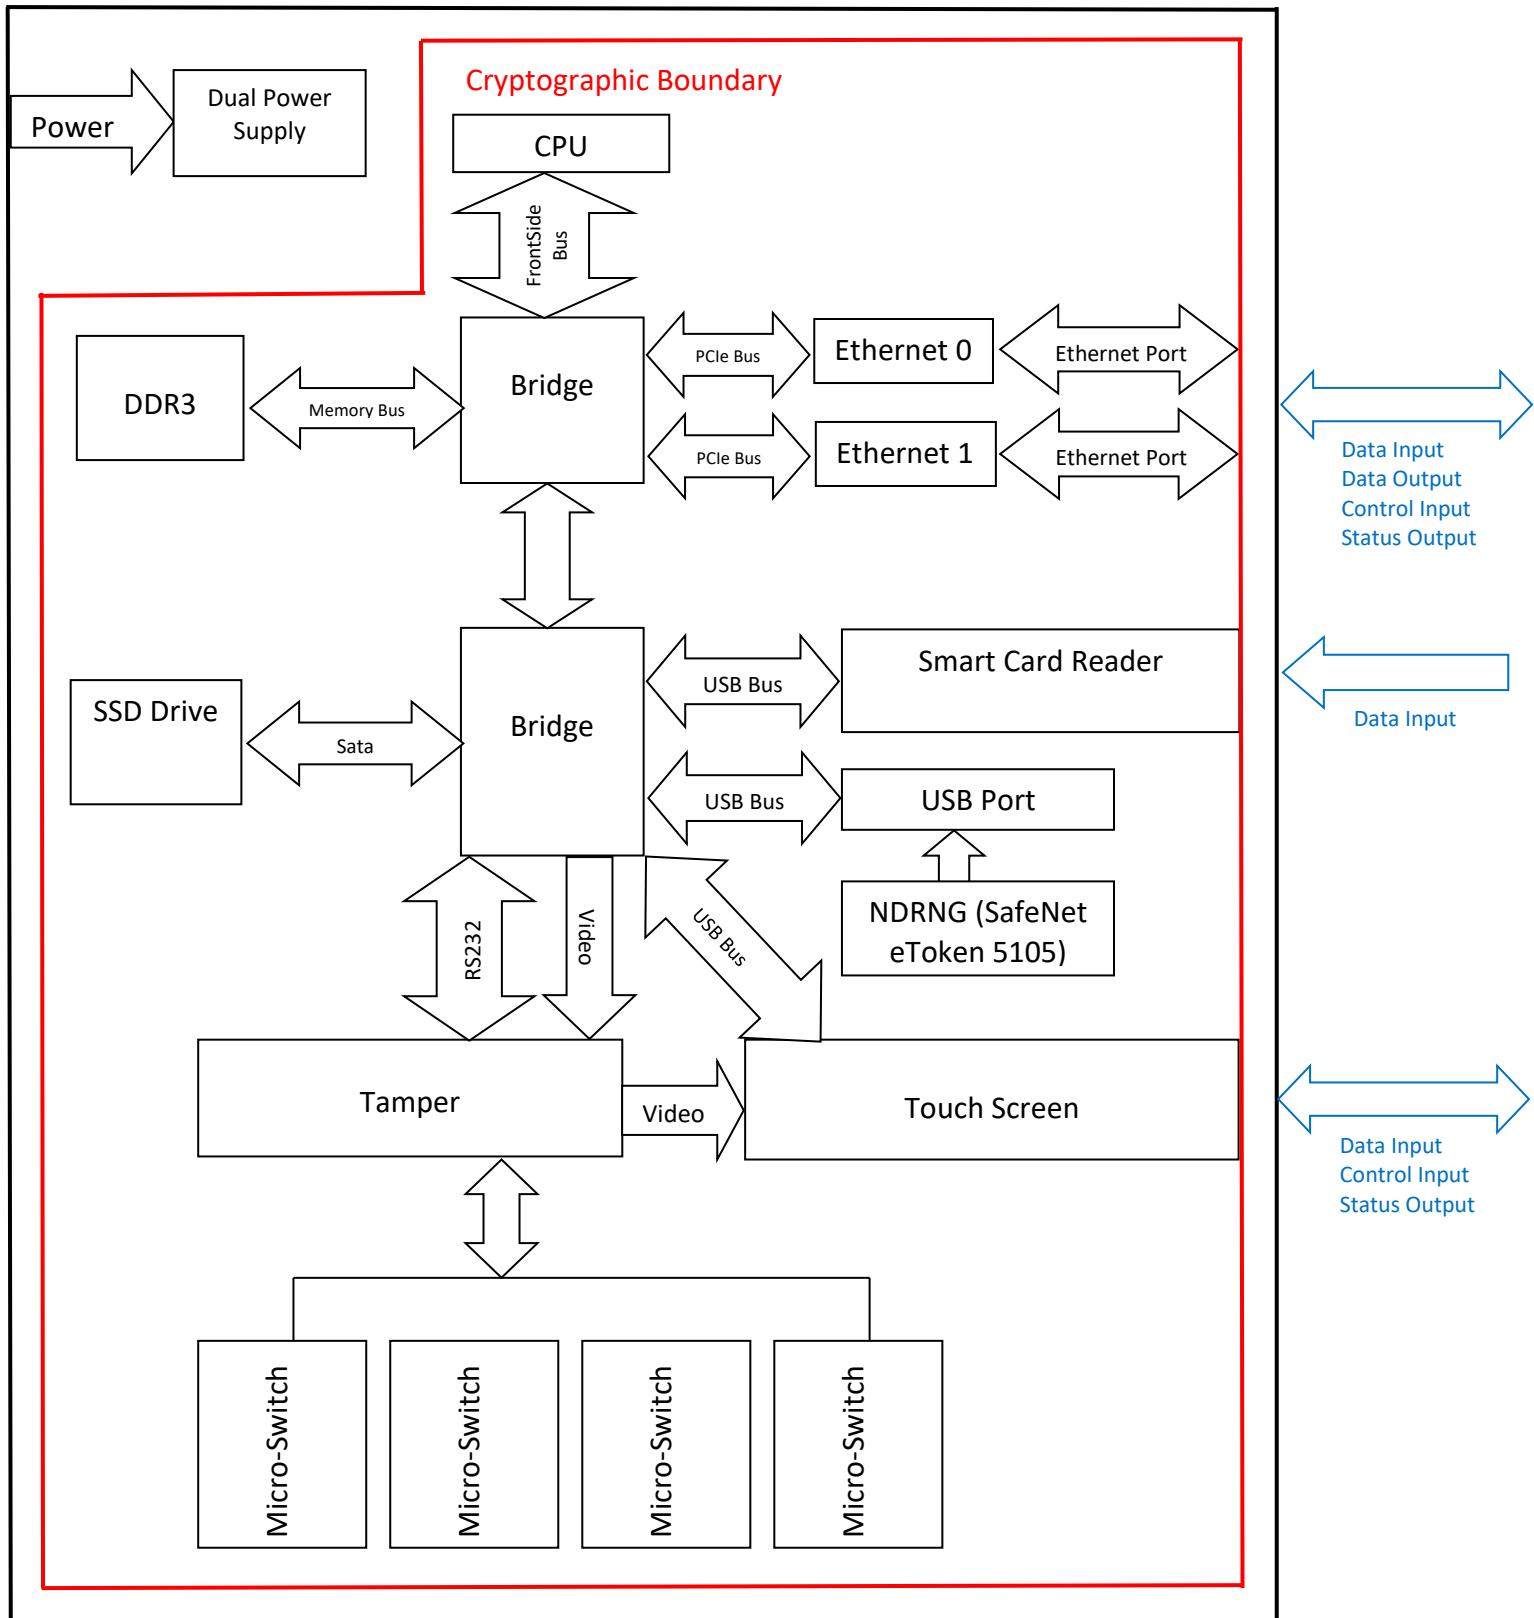 Cryptographic Boundary
Power
Dual Power
Supply
CPU
FrontSide
Bus
DDR3
Memory Bus
Bridge
PCIe Bus
Ethernet 0
Ethernet Port
PCIe Bus
Ethernet 1
Ethernet Port
Data Input
Data Output
Control Input
Status Output
SSD Drive
Sata
Bridge
USB Bus
Smart Card Reader
Data Input
USB Bus
USB Port
NDRNG (SafeNet
eToken 5105)
RS232
Video
USB Bus
Tamper
Video
Touch Screen
Data Input
Control Input
Status Output
Micro-Switch
Micro-Switch
Micro-Switch
Micro-Switch